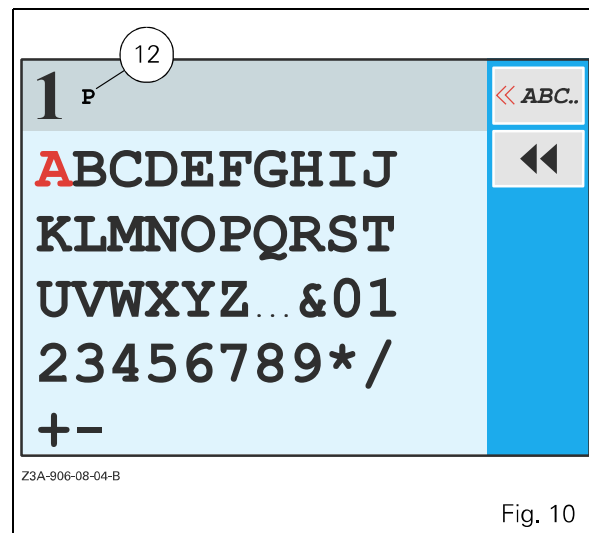 12
1 P
« ABC..
ABCDEFGHIJ
KLMNOPQRST
UVWXYZ...&01
23456789*/
+-
Z3A-906-08-04-B
Fig. 10